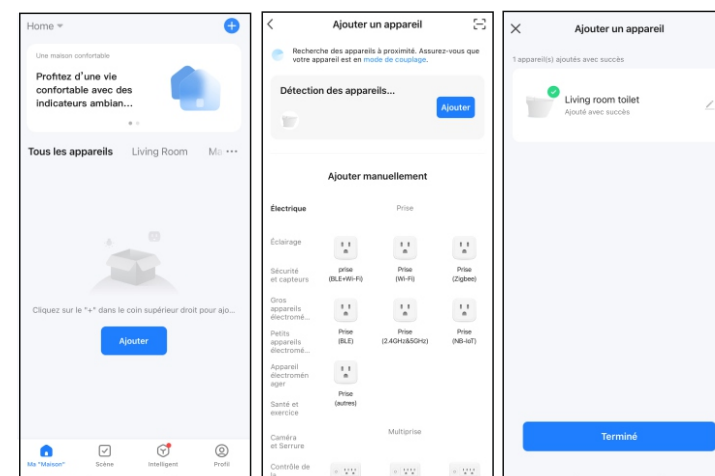 Home
Une maison confortable
Profitez d'une vie
confortable avec des
indicateurs ambian...
Tous les appareils Living Room Ma
Cliquez sur le "+" dans le coin supérieur droit pour ajo...
Ajouter
Ma "Maison" Scène Intelligent Profil
Ajouter un appareil
Recherche des appareils à proximité. Assurez-vous que
votre appareil est en mode de couplage.
Détection des appareils...
Ajouter
Ajouter manuellement
Électrique
Éclairage
Sécurité
et capteurs
Gros
appareils
électromé...
Petits
appareils
électromé...
Appareil
électromén
ager
Santé et
exercice
Caméra
et Serrure
Contrôle de
la
Prise
prise
(BLE+Wi-Fi)
Prise
(Wi-Fi)
Prise
(Zigbee)
Prise
(BLE)
Prise
(2.4GHz&5GHz)
Prise
(NB-IoT)
Prise
(autres)
Multiprise
Ajouter un appareil
1 appareil(s) ajoutés avec succès
Living room toilet
Ajouté avec succès
Terminé